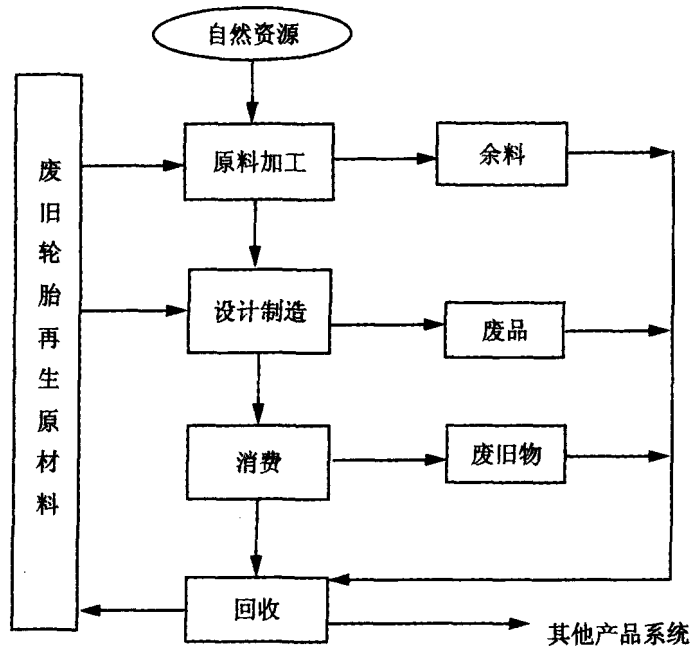 自然资源
废旧轮胎再生原材料
原料加工
余料
设计制造
废品
消费
废旧物
回收
其他产品系统